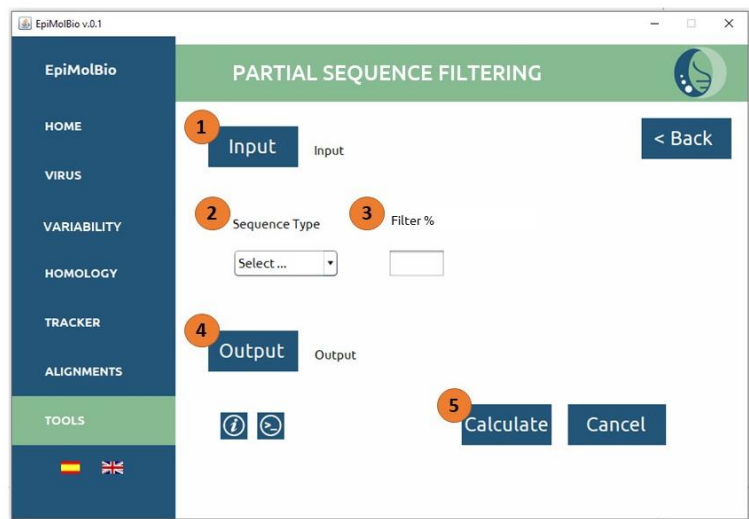 EpiMolBio v.0.1
EpiMolBio
PARTIAL SEQUENCE FILTERING
HOME
VIRUS
VARIABILITY
HOMOLOGY
TRACKER
ALIGNMENTS
TOOLS
1
Input
Input
< Back
2
Sequence Type
3
Filter %
Select ...
4
Output
Output
5
Calculate
Cancel